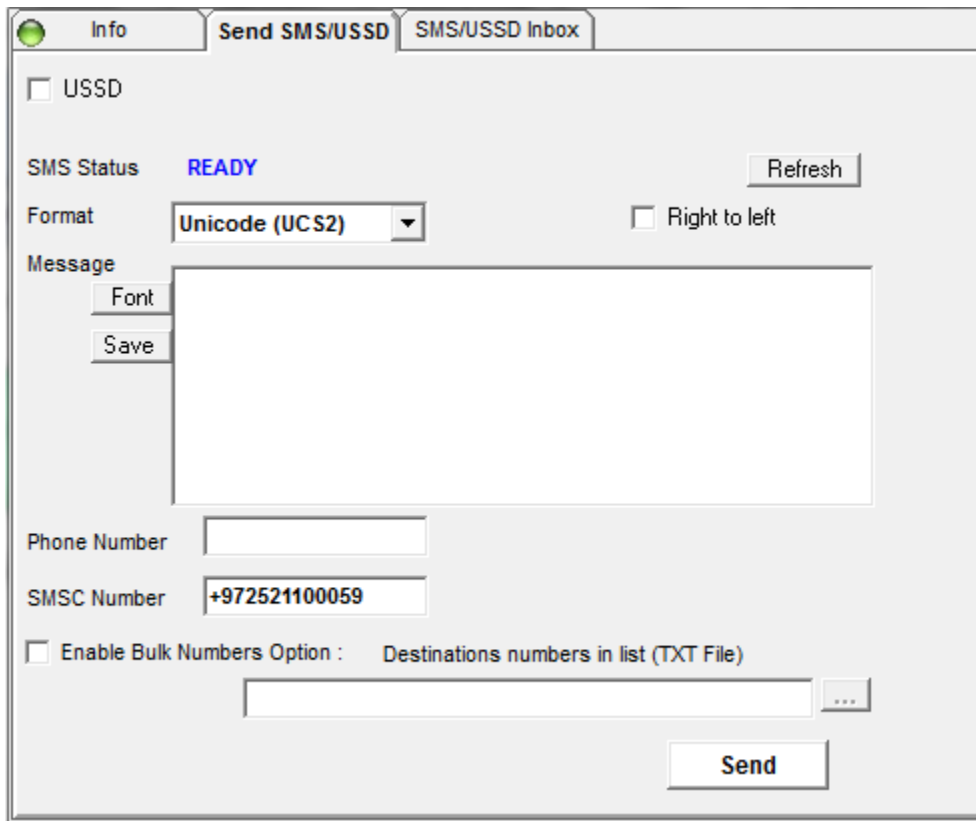 Info Send SMS/USSD SMS/USSD Inbox
USSD
SMS Status READY Refresh
Format Unicode (UCS2) Right to left
Message
Font
Save
Phone Number
SMSC Number +972521100059
Enable Bulk Numbers Option : Destinations numbers in list (TXT File)
...
Send